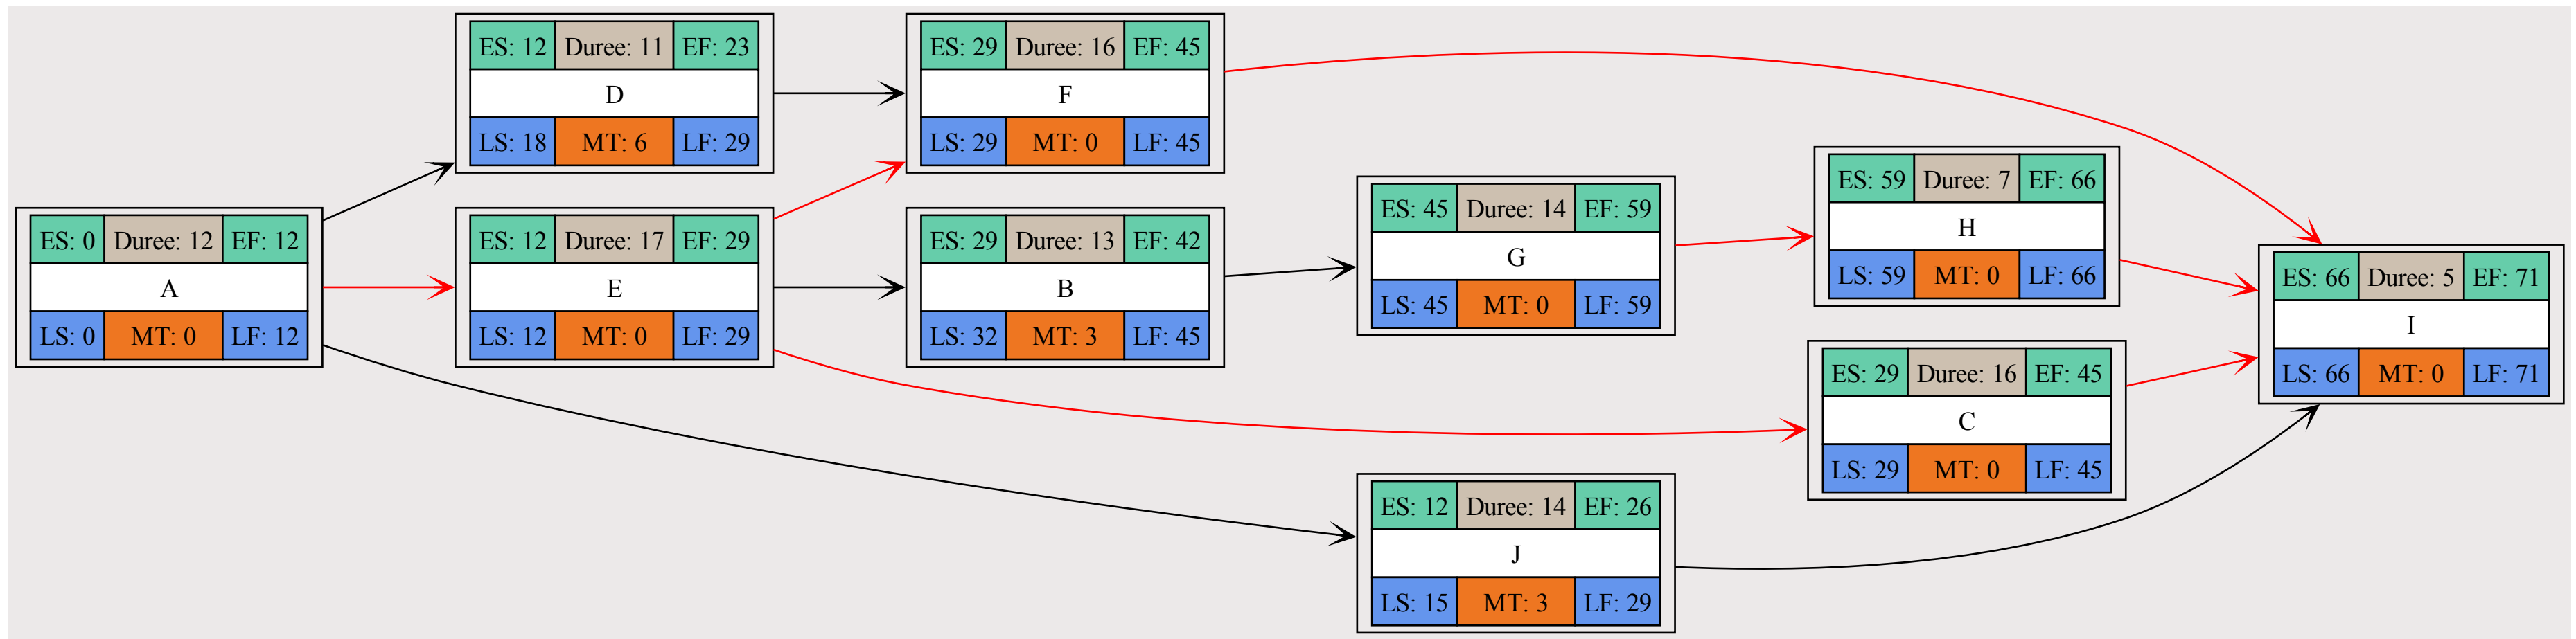 ES: 12 Duree: 11 EF: 23
D
LS: 18 MT: 6 LF: 29
ES: 29 Duree: 16 EF: 45
F
LS: 29 MT: 0 LF: 45
ES: 0 Duree: 12 EF: 12
A
LS: 0 MT: 0 LF: 12
ES: 12 Duree: 17 EF: 29
E
LS: 12 MT: 0 LF: 29
ES: 29 Duree: 13 EF: 42
B
LS: 32 MT: 3 LF: 45
ES: 45 Duree: 14 EF: 59
G
LS: 45 MT: 0 LF: 59
ES: 59 Duree: 7 EF: 66
H
LS: 59 MT: 0 LF: 66
ES: 66 Duree: 5 EF: 71
I
LS: 66 MT: 0 LF: 71
ES: 29 Duree: 16 EF: 45
C
LS: 29 MT: 0 LF: 45
ES: 12 Duree: 14 EF: 26
J
LS: 15 MT: 3 LF: 29